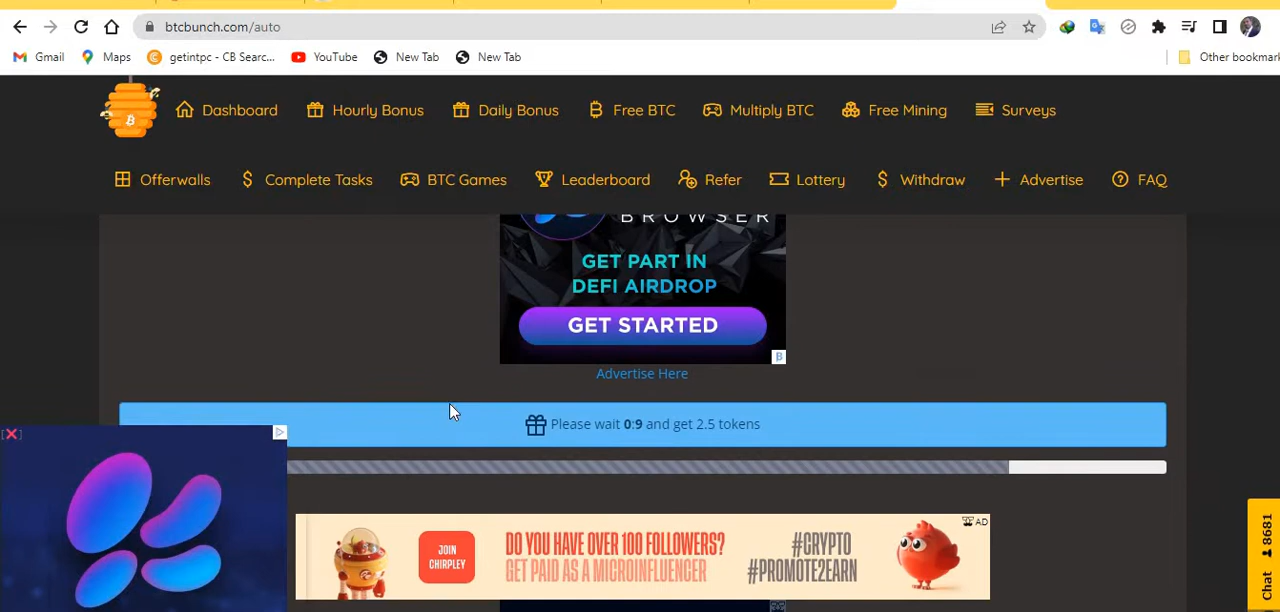 btcbunch.com/auto
Gmail Maps getintpc - CB Searc... YouTube New Tab New Tab Other bookmar
Dashboard Hourly Bonus Daily Bonus Free BTC Multiply BTC Free Mining Surveys
Offerwalls Complete Tasks BTC Games Leaderboard Refer Lottery Withdraw Advertise FAQ
BROWSER
GET PART IN
DEFI AIRDROP
GET STARTED
Advertise Here
Please wait 0:9 and get 2.5 tokens
JOIN
CHIRPLEY
DO YOU HAVE OVER 100 FOLLOWERS?
GET PAID AS A MICROINFLUENCER
#CRYPTO
#PROMOTE2EARN
AD
Chat 8681